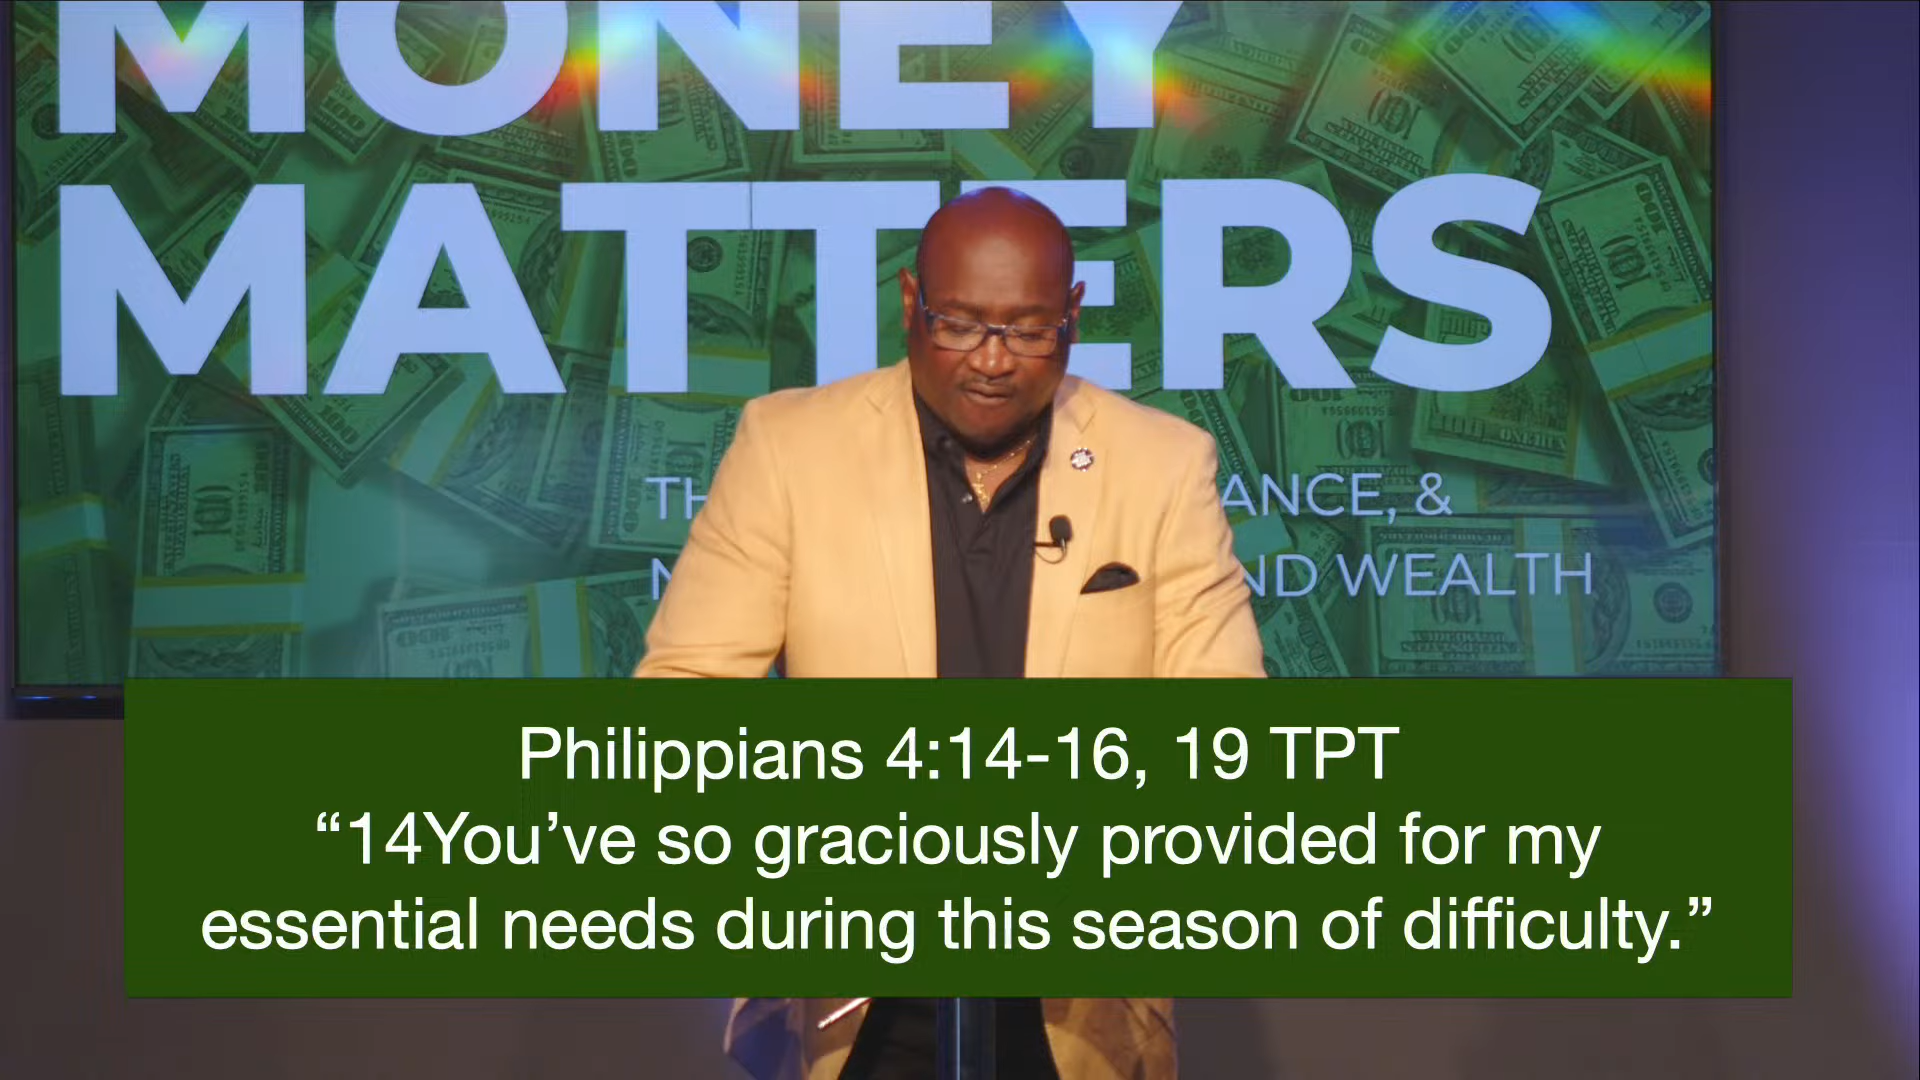 MONEY
MATTERS
ANCE, &
ND WEALTH
Philippians 4:14-16, 19 TPT
“14You’ve so graciously provided for my
essential needs during this season of difficulty.”